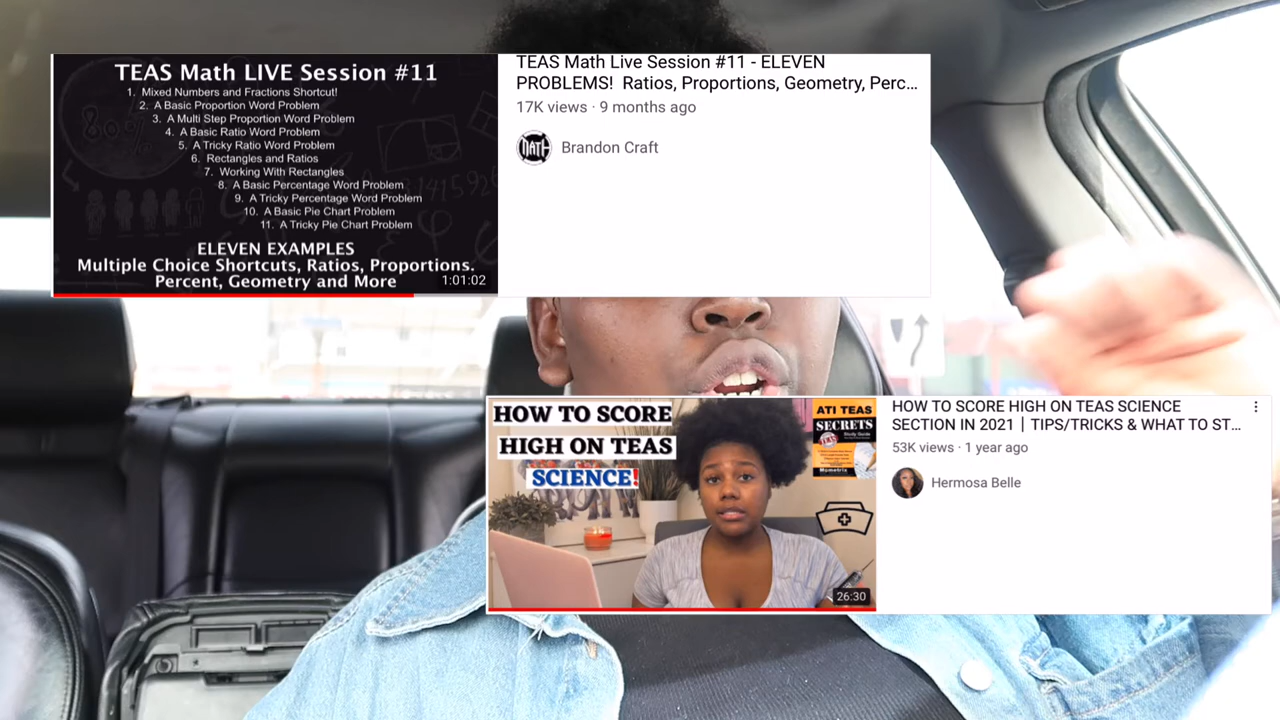 TEAS Math LIVE Session #11
1. Mixed Numbers and Fractions Shortcut!
2. A Basic Proportion Word Problem
3. A Multi Step Proportion Word Problem
4. A Basic Ratio Word Problem
5. A Tricky Ratio Word Problem
6. Rectangles and Ratios
7. Working With Rectangles
8. A Basic Percentage Word Problem
9. A Tricky Percentage Word Problem
10. A Basic Pie Chart Problem
11. A Tricky Pie Chart Problem
ELEVEN EXAMPLES
Multiple Choice Shortcuts, Ratios, Proportions.
Percent, Geometry and More
1:01:02
TEAS Math Live Session #11 - ELEVEN
PROBLEMS! Ratios, Proportions, Geometry, Perc...
17K views · 9 months ago
MATH
Brandon Craft
HOW TO SCORE
HIGH ON TEAS
SCIENCE!
ATI TEAS
SECRETS
Study Guide
Mometrix
26:30
HOW TO SCORE HIGH ON TEAS SCIENCE
SECTION IN 2021 | TIPS/TRICKS & WHAT TO ST...
53K views · 1 year ago
Hermosa Belle